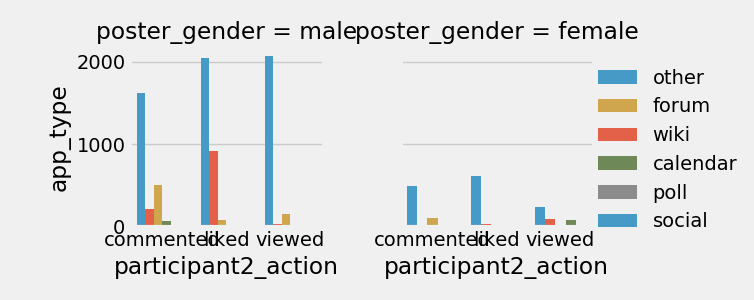 poster_gender = male
poster_gender = female
app_type
2000
1000
0
commented
liked
viewed
commented
liked
viewed
participant2_action
participant2_action
other
forum
wiki
calendar
poll
social